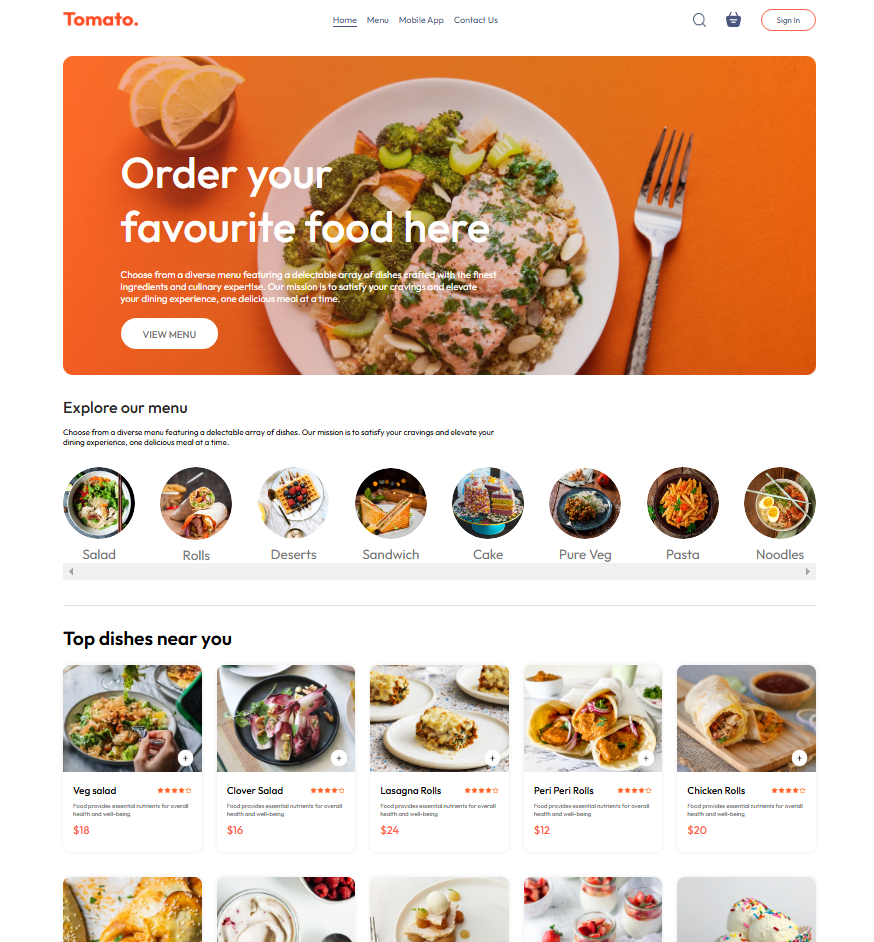 Tomato.
Home Menu Mobile App Contact Us
Sign In
Order your
favourite food here
Choose from a diverse menu featuring a delectable array of dishes crafted with the finest
ingredients and culinary expertise. Our mission is to satisfy your cravings and elevate
your dining experience, one delicious meal at a time.
VIEW MENU
Explore our menu
Choose from a diverse menu featuring a delectable array of dishes. Our mission is to satisfy your cravings and elevate your
dining experience, one delicious meal at a time.
Salad Rolls Deserts Sandwich Cake Pure Veg Pasta Noodles
Top dishes near you
Veg salad
Food provides essential nutrients for overall
health and well-being
$18
Clover Salad
Food provides essential nutrients for overall
health and well-being
$16
Lasagna Rolls
Food provides essential nutrients for overall
health and well-being
$24
Peri Peri Rolls
Food provides essential nutrients for overall
health and well-being
$12
Chicken Rolls
Food provides essential nutrients for overall
health and well-being
$20